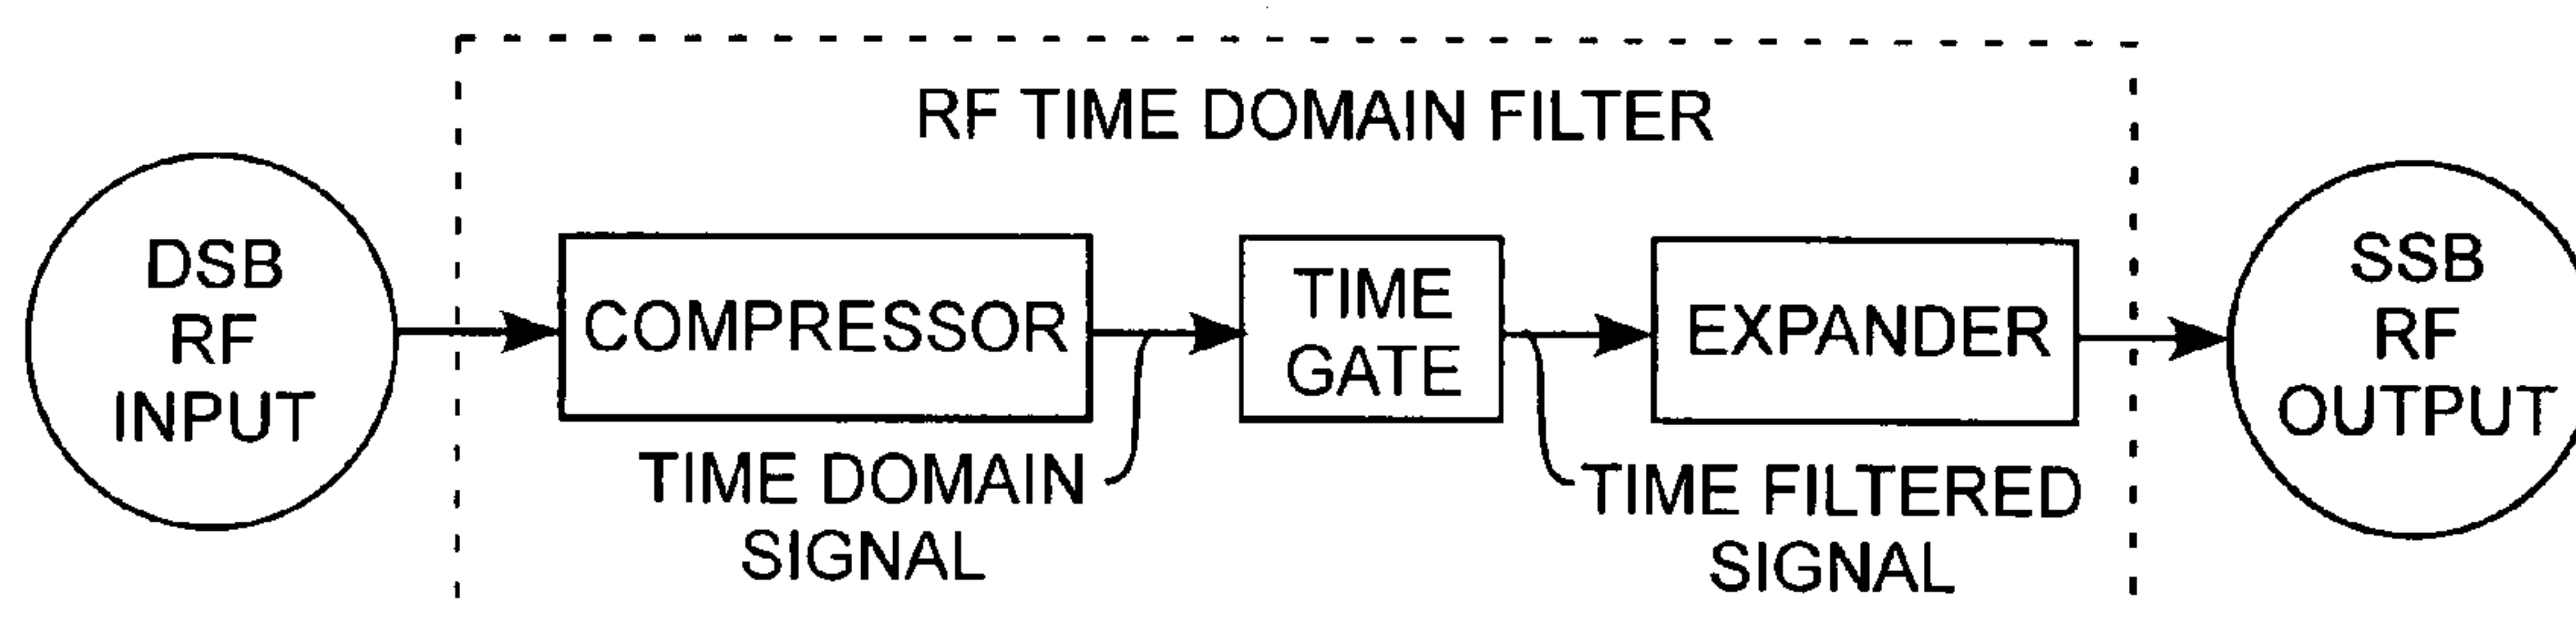 RF TIME DOMAIN FILTER
DSB
RF
INPUT
COMPRESSOR
TIME
GATE
EXPANDER
SSB
RF
OUTPUT
TIME DOMAIN
SIGNAL
TIME FILTERED
SIGNAL